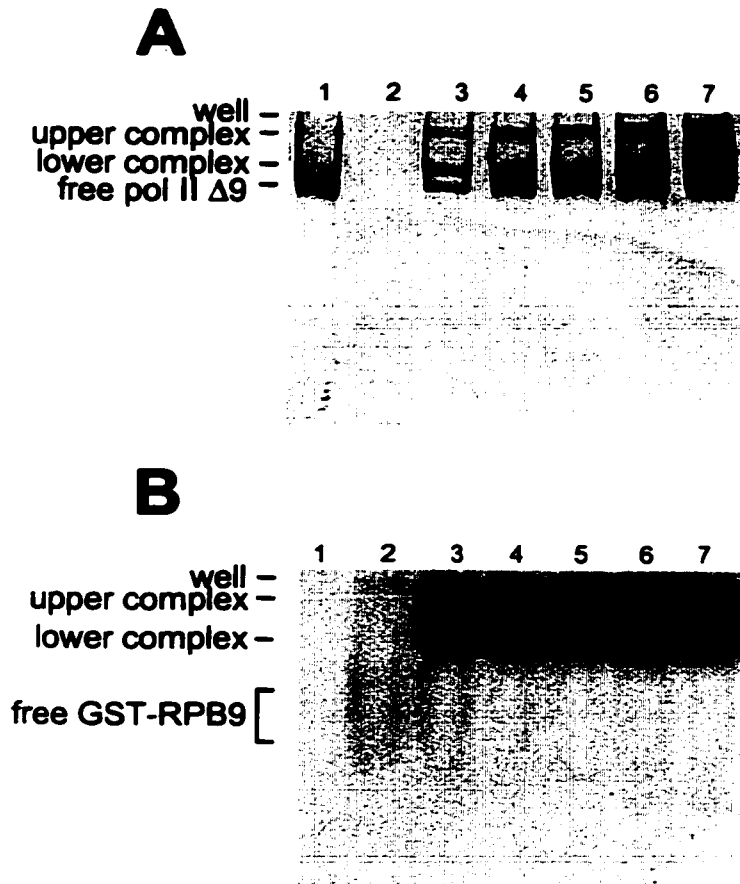 A
1 2 3 4 5 6 7
well
upper complex
lower complex
free pol II Δ9
B
1 2 3 4 5 6 7
well
upper complex
lower complex
free GST-RPB9